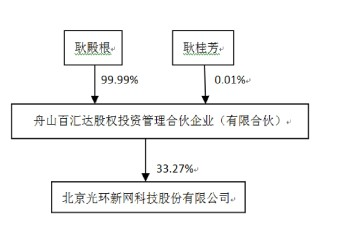 耿殿根 耿桂芳
99.99% 0.01%
舟山百汇达股权投资管理合伙企业（有限合伙）
33.27%
北京光环新网科技股份有限公司